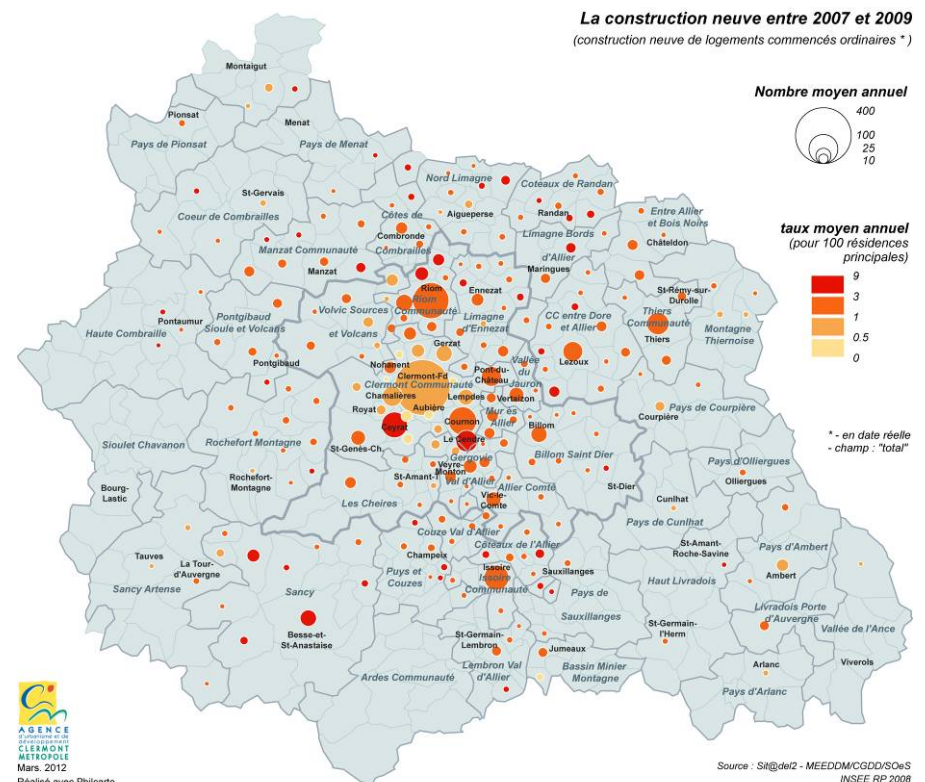 La construction neuve entre 2007 et 2009
(construction neuve de logements commencés ordinaires * )
Nombre moyen annuel
400
100
25
10
taux moyen annuel
(pour 100 résidences
principales)
9
3
1
0.5
0
* - en date réelle
- champ : "total"
Montaigut
Pionsat
Menat
Pays de Pionsat
Pays de Menat
St-Gervais
Coeur de Combrailles
Nord Limagne
Coteaux de Randan
Aigueperse
Randan
Côtes de
Combronde
Combrailles
Limagne Bords
d'Allier
Entre Allier
et Bois Noirs
Châteldon
Manzat Communauté
Manzat
Maringues
Riom
Riom
Communauté
Ennezat
Limagne
d'Ennezat
St-Rémy-sur-
Durolle
Thiers
Communauté
Thiers
Montagne
Thiernoise
Haute Combraille
Pontaumur
Pontgibaud
Sioule et Volcans
Pontgibaud
Volvic Sources
et Volcans
CC entre Dore
et Allier
Lezoux
Gerzat
Nohanent
Clermont-Fd
Clermont Communauté
Chamalières
Royat
Aubière
Lempdes
Pont-du-
Château
Vallée
du
Jauron
Vertaizon
Ceyrat
Cournon
Mur ès
Allier
Le Cendre
Gergovie
Billom
Billom Saint Dier
St-Dier
Courpière
Pays de Courpière
Sioulet Chavanon
Rochefort Montagne
St-Genès-Ch.
Rochefort-
Montagne
Bourg-
Lastic
Les Cheires
St-Amant-T
Veyre-
Monton
Val d'Allier
Allier Comté
Vic-le-
Comte
Pays d'Olliergues
Olliergues
Cunlhat
Pays de Cunlhat
Couze Val d'Allier
Coteaux de l'Allier
Champeix
Puys et
Couzes
Issoire
Issoire
Communauté
Sauxillanges
Pays de
Sauxillanges
St-Amant-
Roche-Savine
Haut Livradois
Pays d'Ambert
Ambert
Livradois Porte
d'Auvergne
Vallée de l'Ance
Tauves
La Tour-
d'Auvergne
Sancy Artense
Sancy
Besse-et-
St-Anastaise
St-Germain-
Lembron
Jumeaux
St-Germain-
l'Herm
Lembron Val
d'Allier
Bassin Minier
Montagne
Ardes Communauté
Arlanc
Viverols
Pays d'Arlanc
AGENCE
d'urbanisme et de
développement
CLERMONT
METROPOLE
Mars. 2012
Réalisé avec Philcarto
Source : Sit@del2 - MEEDDM/CGDD/SOeS
INSEE RP 2008